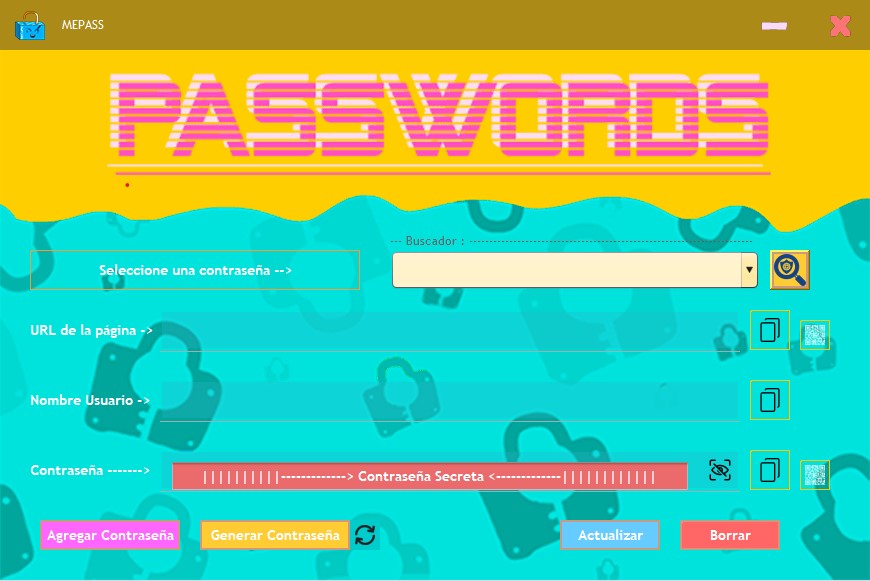 MEPASS
PASSWORDS
Buscador :
Seleccione una contraseña -->
URL de la página ->
Nombre Usuario ->
Contraseña ------->
||||||||||-------------> Contraseña Secreta <-------------||||||||||||
Agregar Contraseña
Generar Contraseña
Actualizar
Borrar